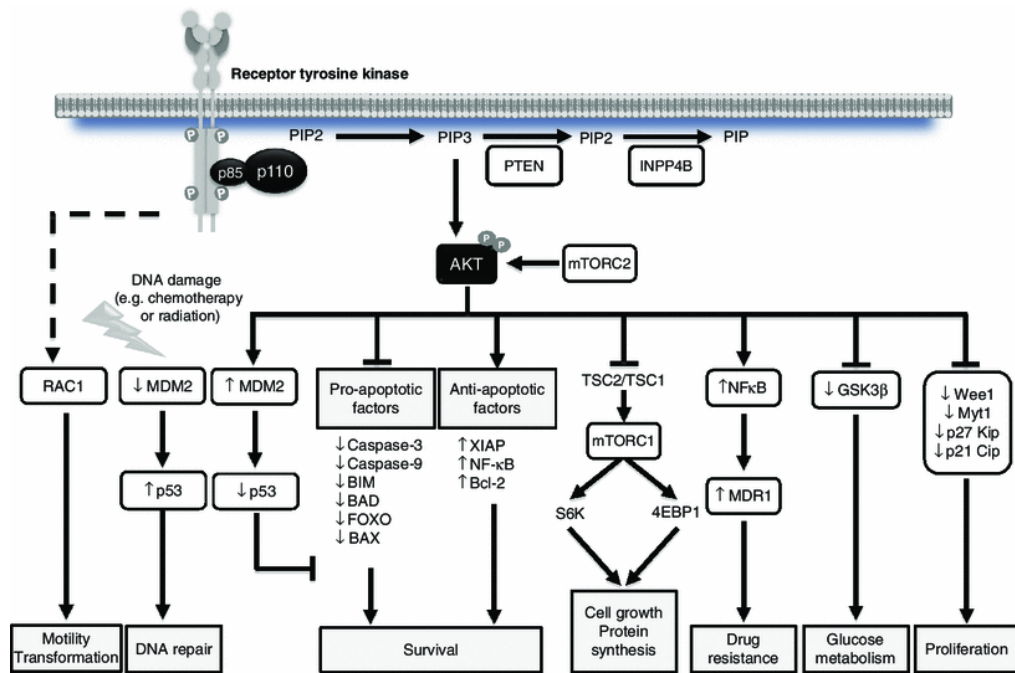 Receptor tyrosine kinase
P
P
P
P
p85
p110
PIP2
PIP3
PIP2
PIP
PTEN
INPP4B
P
P
AKT
mTORC2
DNA damage
(e.g. chemotherapy
or radiation)
RAC1
↓MDM2
↑MDM2
Pro-apoptotic
factors
Anti-apoptotic
factors
TSC2/TSC1
↑NFκB
↓GSK3β
↓Wee1
↓Myt1
↓p27 Kip
↓p21 Cip
↓Caspase-3
↓Caspase-9
↓BIM
↓BAD
↓FOXO
↓BAX
↑XIAP
↑NF-κB
↑Bcl-2
mTORC1
↑p53
↓p53
S6K
4EBP1
↑MDR1
Motility
Transformation
DNA repair
Survival
Cell growth
Protein
synthesis
Drug
resistance
Glucose
metabolism
Proliferation